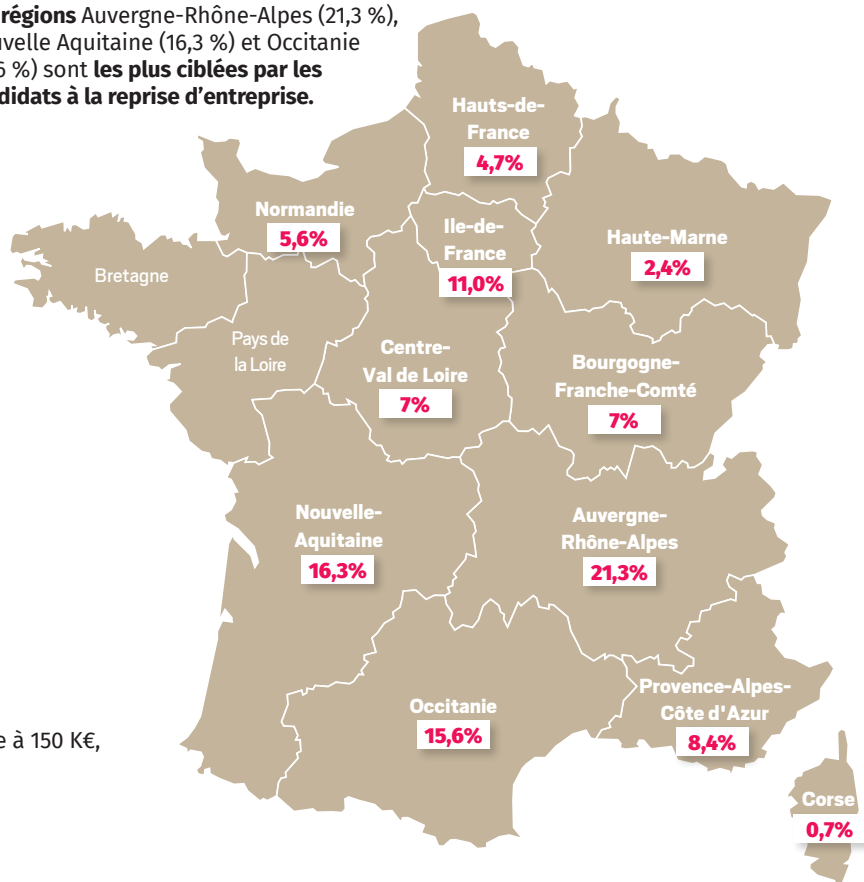 régions Auvergne-Rhône-Alpes (21,3 %),
uvelle Aquitaine (16,3 %) et Occitanie
6 %) sont les plus ciblées par les
didats à la reprise d’entreprise.
Hauts-de-
France
4,7%
Normandie
5,6%
Ile-de-
France
11,0%
Haute-Marne
2,4%
Bretagne
Pays de
la Loire
Centre-
Val de Loire
7%
Bourgogne-
Franche-Comté
7%
Nouvelle-
Aquitaine
16,3%
Auvergne-
Rhône-Alpes
21,3%
Occitanie
15,6%
Provence-Alpes-
Côte d'Azur
8,4%
e à 150 K€,
Corse
0,7%